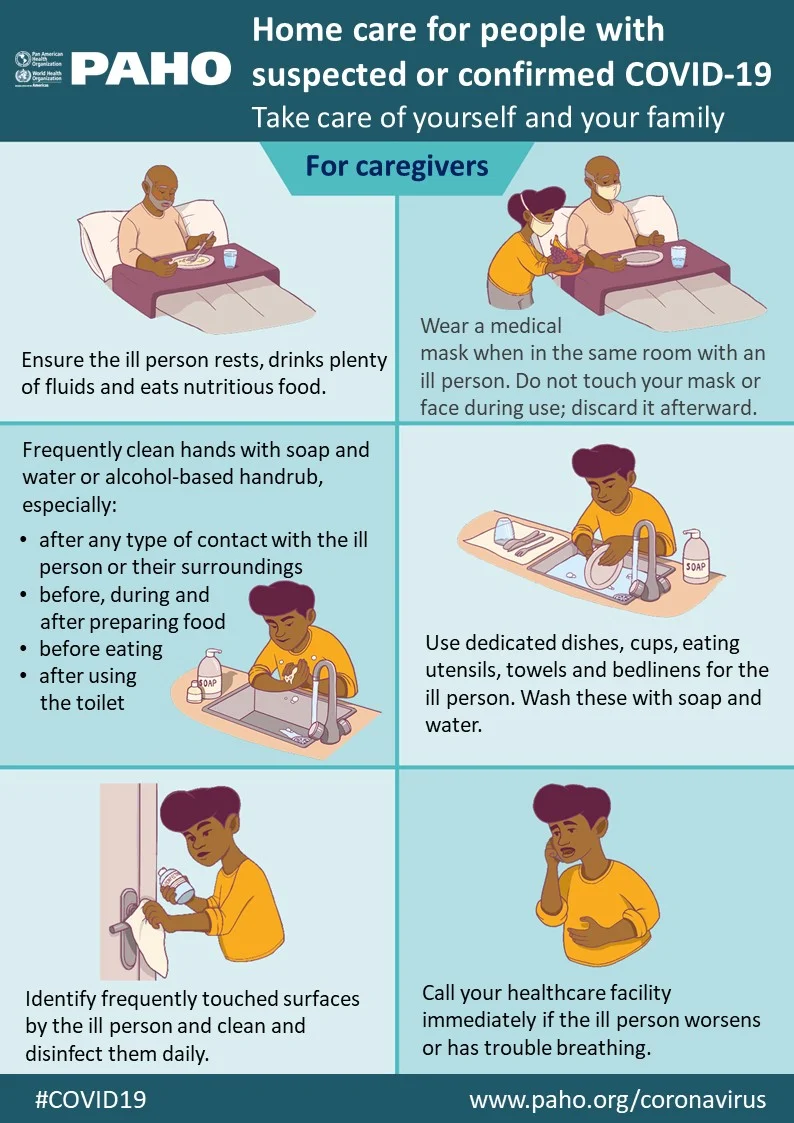 Pan American
Health
Organization
World Health
Organization
Americas
PAHO
Home care for people with
suspected or confirmed COVID-19
Take care of yourself and your family
For caregivers
Ensure the ill person rests, drinks plenty
of fluids and eats nutritious food.
Wear a medical
mask when in the same room with an
ill person. Do not touch your mask or
face during use; discard it afterward.
Frequently clean hands with soap and
water or alcohol-based handrub,
especially:
• after any type of contact with the ill
person or their surroundings
• before, during and
after preparing food
• before eating
• after using
the toilet
SOAP
SOAP
Use dedicated dishes, cups, eating
utensils, towels and bedlinens for the
ill person. Wash these with soap and
water.
Identify frequently touched surfaces
by the ill person and clean and
disinfect them daily.
Call your healthcare facility
immediately if the ill person worsens
or has trouble breathing.
#COVID19
www.paho.org/coronavirus